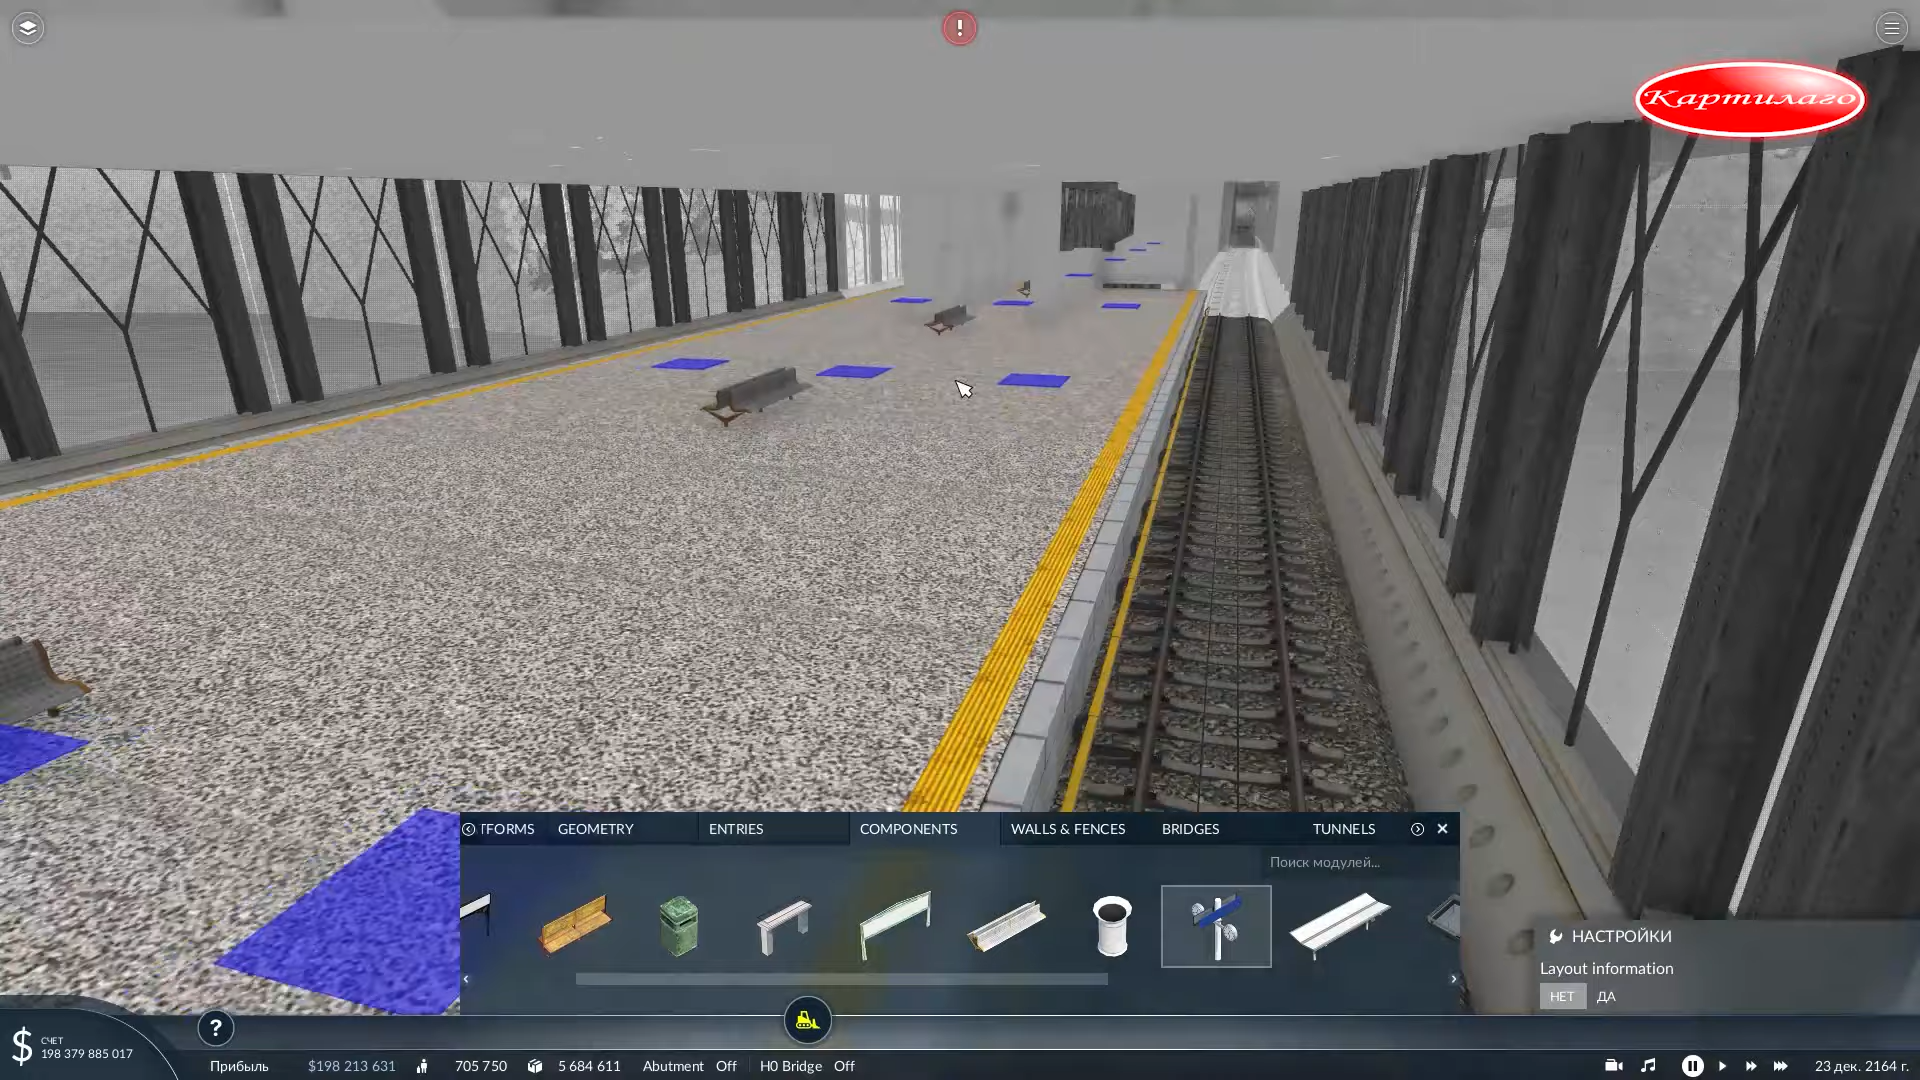 Картилаго
TFORMS GEOMETRY ENTRIES COMPONENTS WALLS & FENCES BRIDGES TUNNELS
Поиск модулей...
НАСТРОЙКИ
Layout information
НЕТ ДА
СЧЕТ
198 379 885 017
Прибыль $198 213 631 705 750 5 684 611 Abutment Off H0 Bridge Off 23 дек. 2164 г.